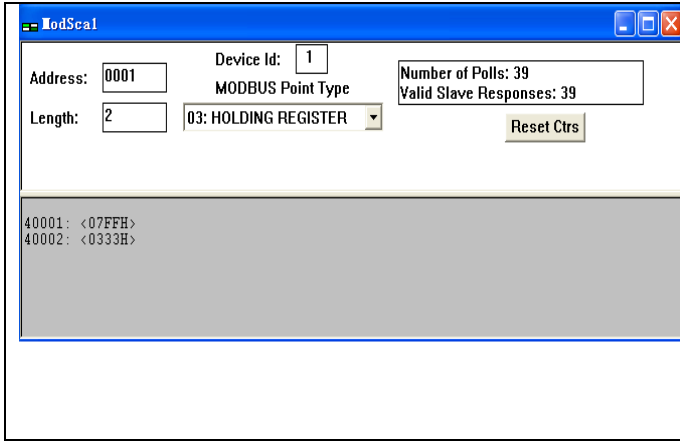 ModSca1
Device Id: 1
Address: 0001
MODBUS Point Type
Number of Polls: 39
Valid Slave Responses: 39
Length: 2
03: HOLDING REGISTER
Reset Ctrs
40001: <07FFH>
40002: <0333H>